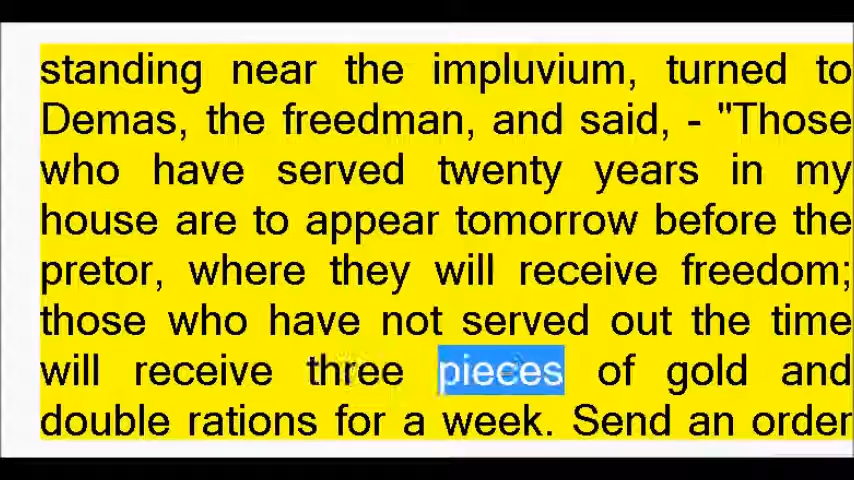 standing near the impluvium, turned to
Demas, the freedman, and said, - "Those
who have served twenty years in my
house are to appear tomorrow before the
pretor, where they will receive freedom;
those who have not served out the time
will receive three pieces of gold and
double rations for a week. Send an order